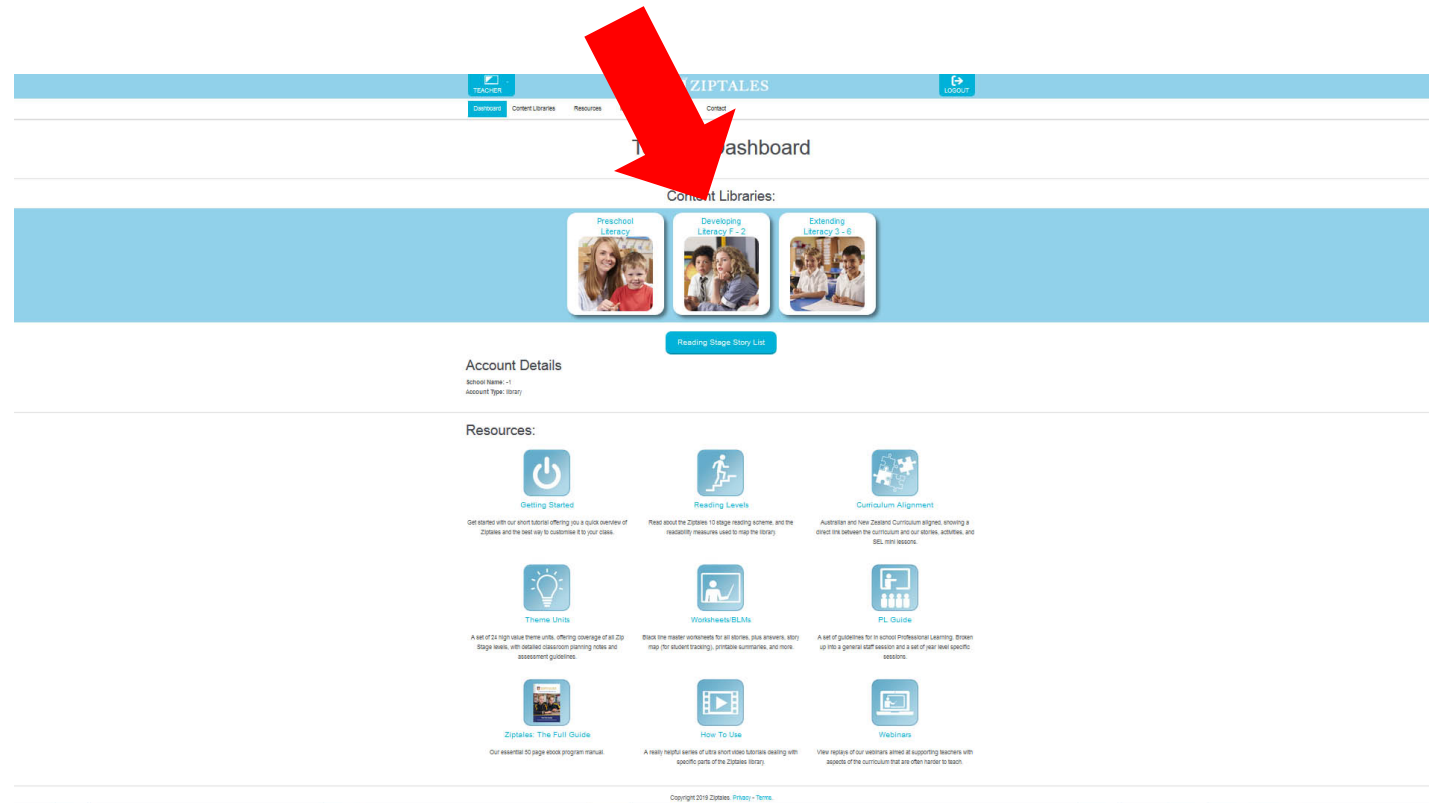 TEACHER
ZIPTALES
LOGOUT
Dashboard Content Libraries Resources Contact
Dashboard
Content Libraries:
Preschool Literacy
Developing Literacy F - 2
Extending Literacy 3 - 6
Reading Stage Story List
Account Details
School Name: -1
Account Type: library
Resources:
Getting Started
Get started with our short tutorial offering you a quick overview of
Ziptales and the best way to customise it to your class.
Reading Levels
Read about the Ziptales 10 stage reading scheme, and the
readability measures used to map the library.
Curriculum Alignment
Australian and New Zealand Curriculum aligned, showing a
direct link between the curriculum and our stories, activities, and
SEL mini lessons.
Theme Units
A set of 24 high value theme units, offering coverage of all Zip
Stage levels, with detailed classroom planning notes and
assessment guidelines.
Worksheets/BLMs
Black line master worksheets for all stories, plus answers, story
map (for student tracking), printable summaries, and more.
PL Guide
A set of guidelines for in school Professional Learning. Broken
up into a general staff session and a set of year level specific
sessions.
Ziptales: The Full Guide
Our essential 50 page ebook program manual.
How To Use
A really helpful series of ultra short video tutorials dealing with
specific parts of the Ziptales library.
Webinars
View replays of our webinars aimed at supporting teachers with
aspects of the curriculum that are often harder to teach.
Copyright 2019 Ziptales. Privacy - Terms.